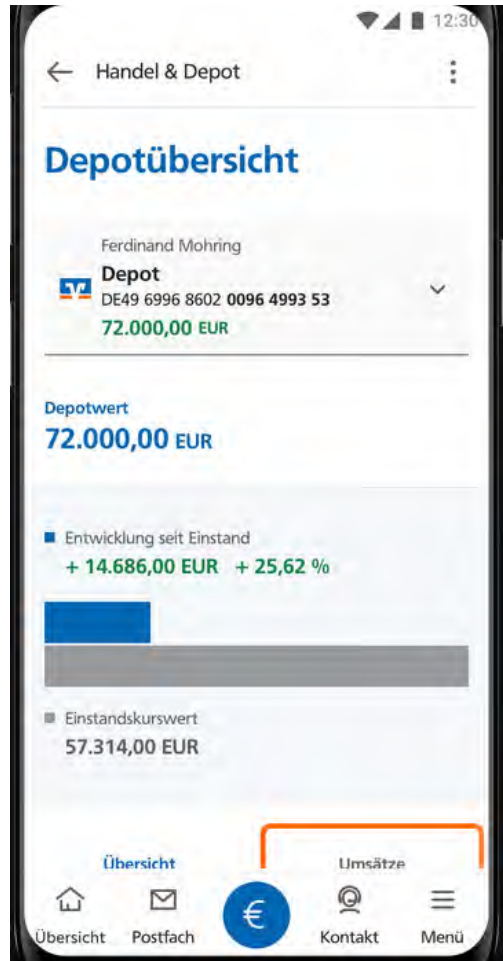 12:30
Handel & Depot
Depotübersicht
Ferdinand Mohring
Depot
DE49 6996 8602 0096 4993 53
72.000,00 EUR
Depotwert
72.000,00 EUR
Entwicklung seit Einstand
+ 14.686,00 EUR + 25,62 %
Einstandskurswert
57.314,00 EUR
Übersicht Umsätze
€
Übersicht Postfach Kontakt Menü